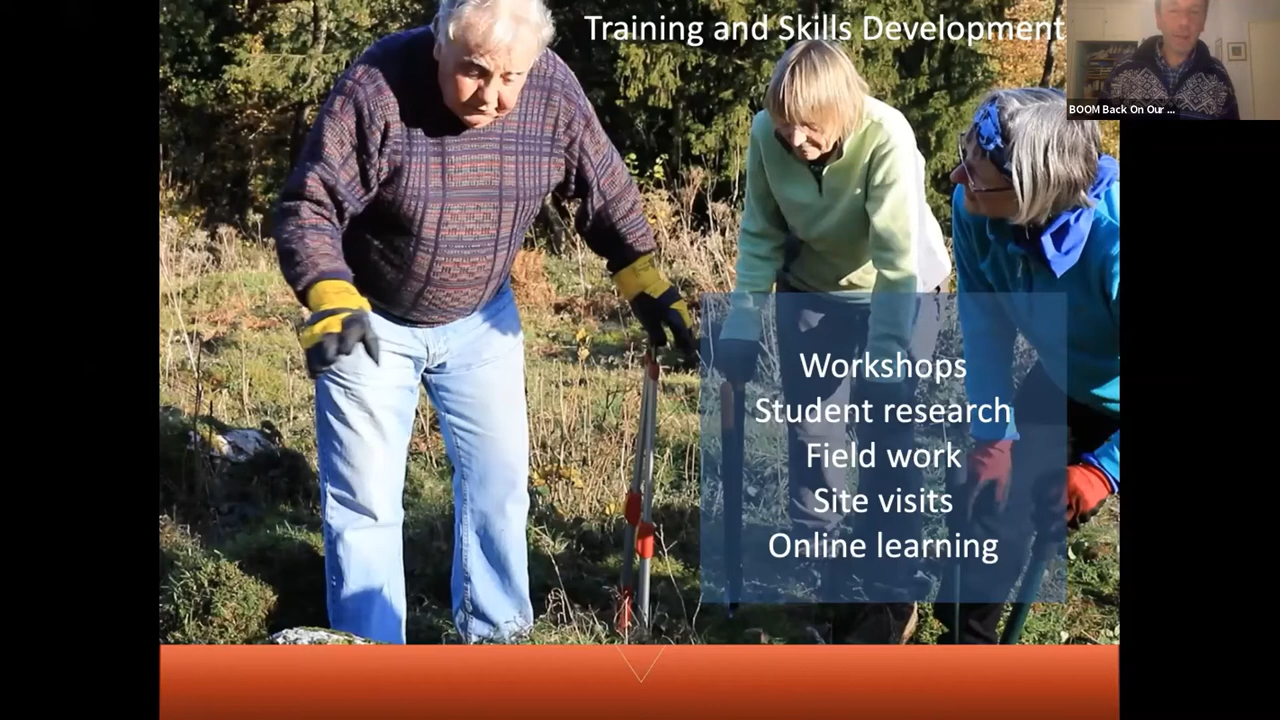 Training and Skills Development
BOOM Back On Our ...
Workshops
Student research
Field work
Site visits
Online learning